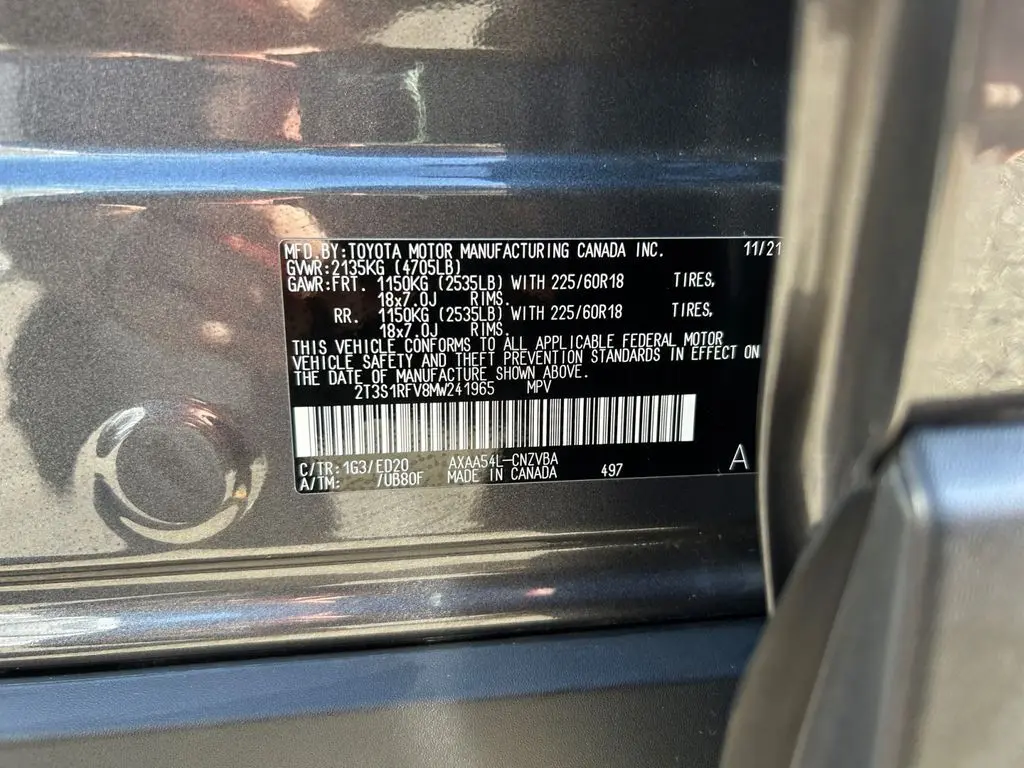 MFD.BY:TOYOTA MOTOR MANUFACTURING CANADA INC. 11/21
GVWR:2135KG (4705LB)
GAWR:FRT. 1150KG (2535LB) WITH 225/60R18 TIRES,
18x7.0J RIMS.
RR. 1150KG (2535LB) WITH 225/60R18 TIRES,
18x7.0J RIMS.
THIS VEHICLE CONFORMS TO ALL APPLICABLE FEDERAL MOTOR
VEHICLE SAFETY AND THEFT PREVENTION STANDARDS IN EFFECT ON
THE DATE OF MANUFACTURE SHOWN ABOVE.
2T3S1RFV8MW241965 MPV
C/TR: 1G3/ED20 AXAA54L-CNZVBA
A/TM: /UB80F MADE IN CANADA 497 A